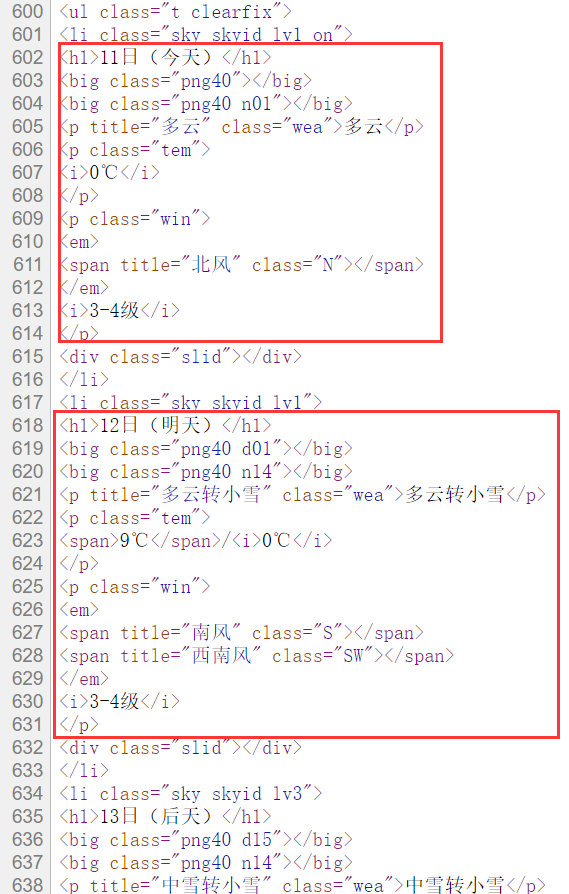 600 <ul class="t clearfix">
601 <li class="sky skyid lv1 on">
602 <h1>11日（今天）</h1>
603 <big class="png40"></big>
604 <big class="png40 n01"></big>
605 <p title="多云" class="wea">多云</p>
606 <p class="tem">
607 <i>0℃</i>
608 </p>
609 <p class="win">
610 <em>
611 <span title="北风" class="N"></span>
612 </em>
613 <i>3-4级</i>
614 </p>
615 <div class="slid"></div>
616 </li>
617 <li class="sky skyid lv1">
618 <h1>12日（明天）</h1>
619 <big class="png40 d01"></big>
620 <big class="png40 n14"></big>
621 <p title="多云转小雪" class="wea">多云转小雪</p>
622 <p class="tem">
623 <span>9℃</span>/<i>0℃</i>
624 </p>
625 <p class="win">
626 <em>
627 <span title="南风" class="S"></span>
628 <span title="西南风" class="SW"></span>
629 </em>
630 <i>3-4级</i>
631 </p>
632 <div class="slid"></div>
633 </li>
634 <li class="sky skyid lv3">
635 <h1>13日（后天）</h1>
636 <big class="png40 d15"></big>
637 <big class="png40 n14"></big>
638 <p title="中雪转小雪" class="wea">中雪转小雪</p>